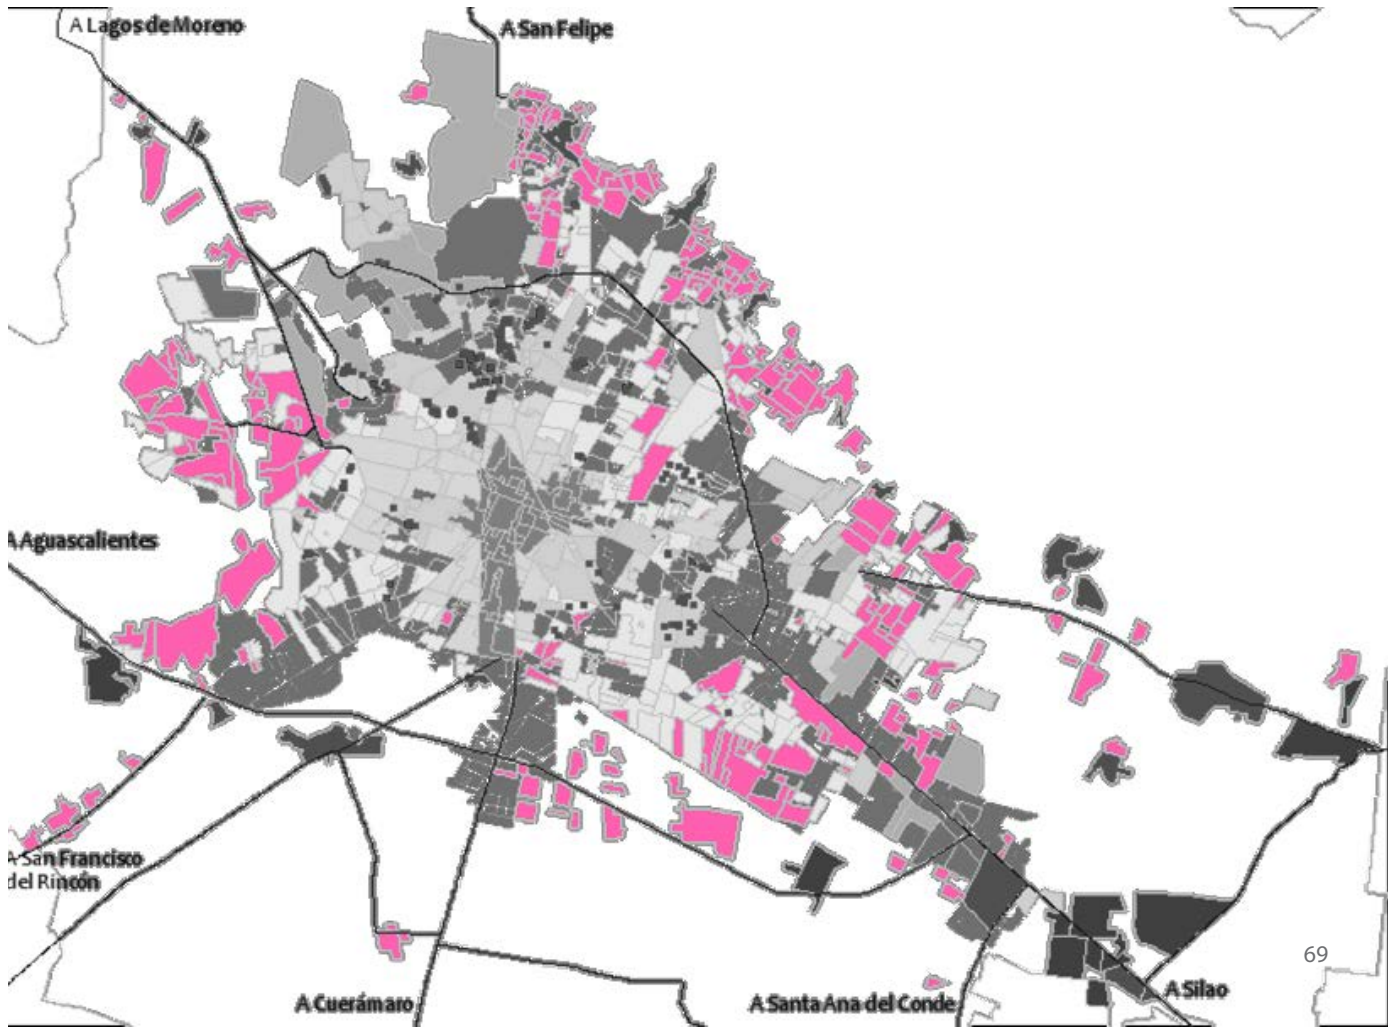 A Lagos de Moreno
A San Felipe
A Aguascalientes
A San Francisco
del Rincón
69
A Cuerámaro
A Santa Ana del Conde
A Silao